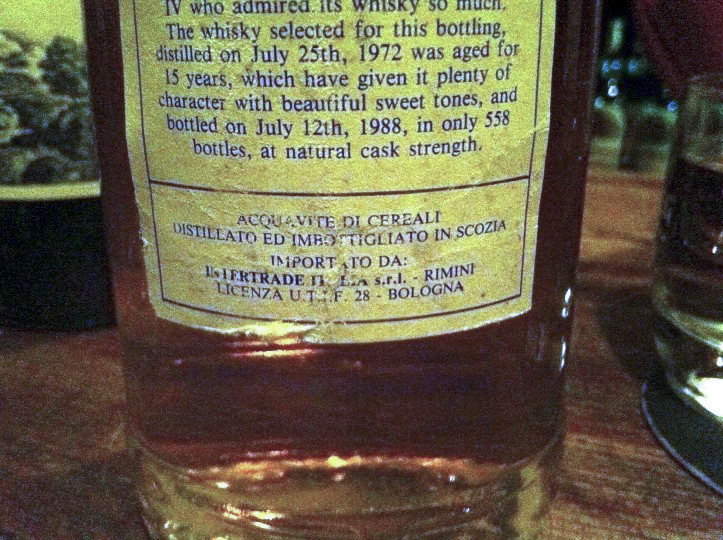 IV who admired its whisky so much.
The whisky selected for this bottling,
distilled on July 25th, 1972 was aged for
15 years, which have given it plenty of
character with beautiful sweet tones, and
bottled on July 12th, 1988, in only 558
bottles, at natural cask strength.
ACQUAVITE DI CEREALI
DISTILLATO ED IMBOTTIGLIATO IN SCOZIA
IMPORTATO DA:
INTERTRADE ITALIA s.r.l. - RIMINI
LICENZA U.T.I.F. 28 - BOLOGNA